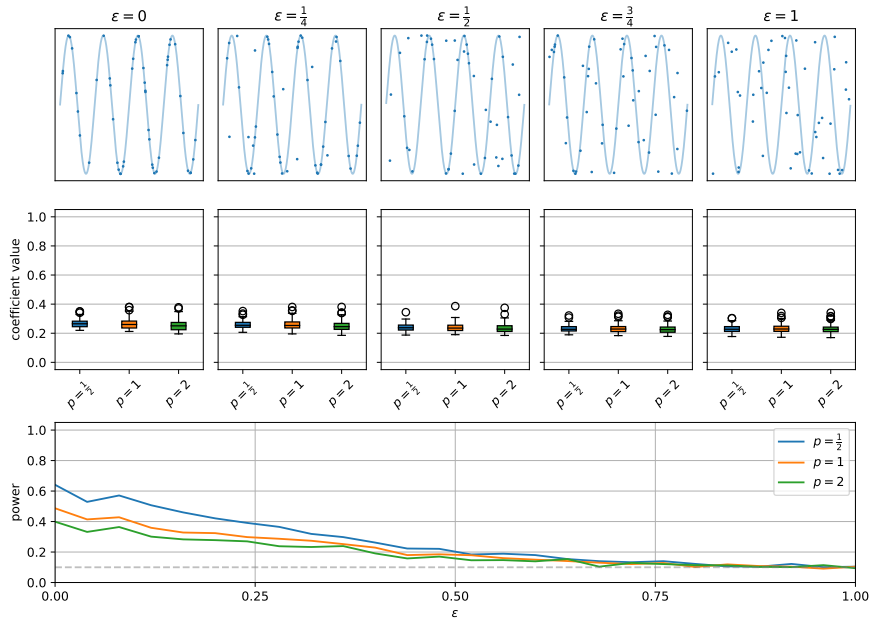 ε = 0
ε = 1/4
ε = 1/2
ε = 3/4
ε = 1
coefficient value
1.0
0.8
0.6
0.4
0.2
0.0
p = 1/2
p = 1
p = 2
p = 1/2
p = 1
p = 2
p = 1/2
p = 1
p = 2
p = 1/2
p = 1
p = 2
p = 1/2
p = 1
p = 2
power
1.0
0.8
0.6
0.4
0.2
0.0
p = 1/2
p = 1
p = 2
0.00
0.25
0.50
0.75
1.00
ε